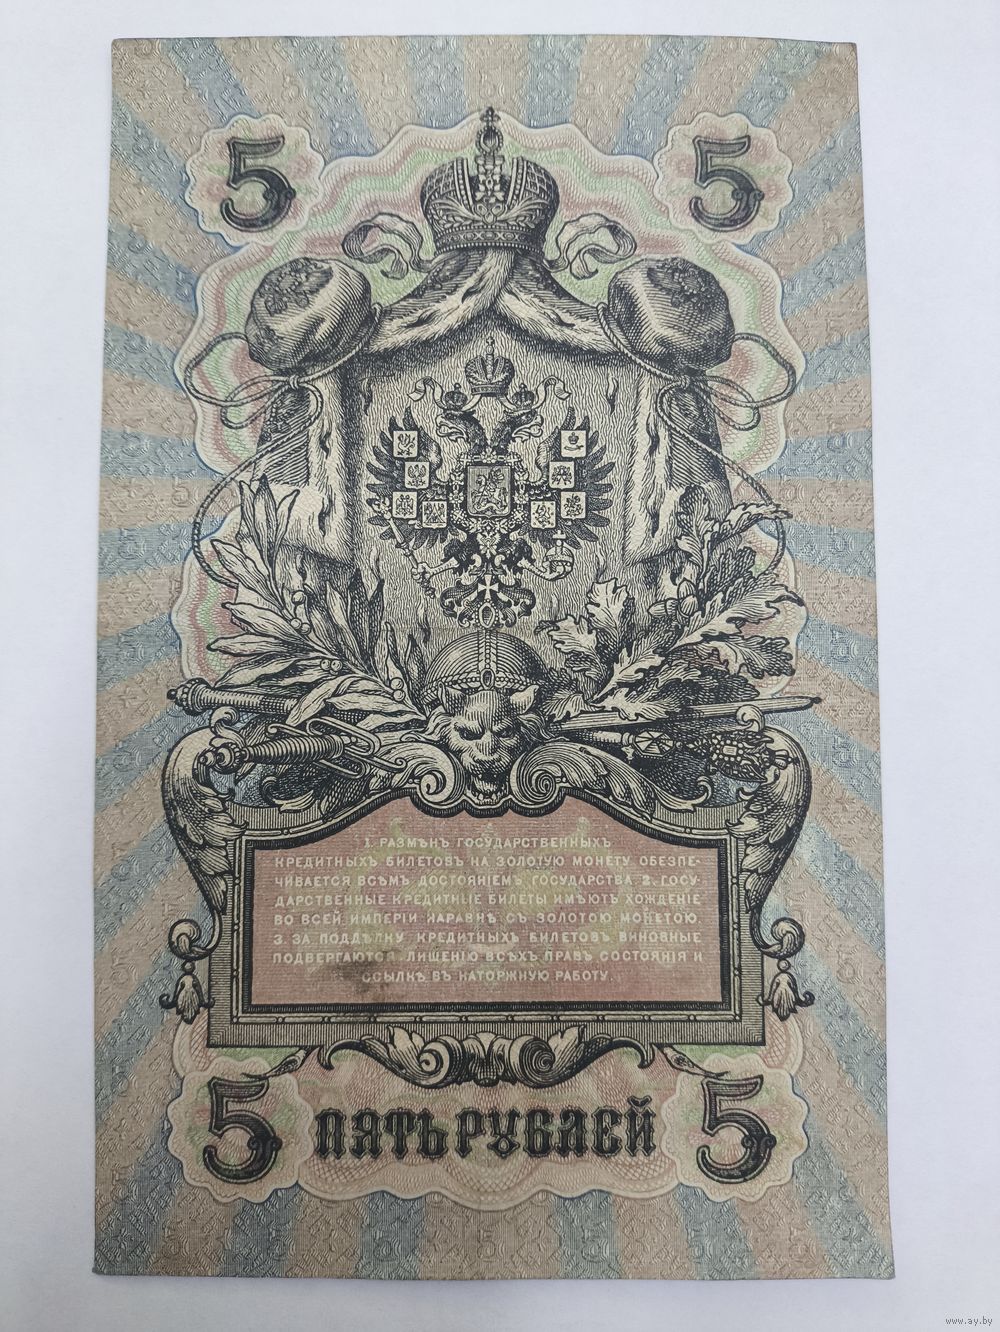 5 5
1. РАЗМѢНЪ ГОСУДАРСТВЕННЫХЪ
КРЕДИТНЫХЪ БИЛЕТОВЪ НА ЗОЛОТУЮ МОНЕТУ ОБЕЗПЕ-
ЧИВАЕТСЯ ВСѢМЪ ДОСТОЯНІЕМЪ ГОСУДАРСТВА. 2. ГОСУ-
ДАРСТВЕННЫЕ КРЕДИТНЫЕ БИЛЕТЫ ИМѢЮТЪ ХОЖДЕНІЕ
ВО ВСЕЙ ИМПЕРІИ НАРАВНѢ СЪ ЗОЛОТОЮ МОНЕТОЮ.
3. ЗА ПОДДѢЛКУ КРЕДИТНЫХЪ БИЛЕТОВЪ ВИНОВНЫЕ
ПОДВЕРГАЮТСЯ ЛИШЕНІЮ ВСѢХЪ ПРАВЪ СОСТОЯНІЯ И
ССЫЛКѢ ВЪ КАТОРЖНУЮ РАБОТУ.
5 ПЯТЬ РУБЛЕЙ 5
www.ay.by